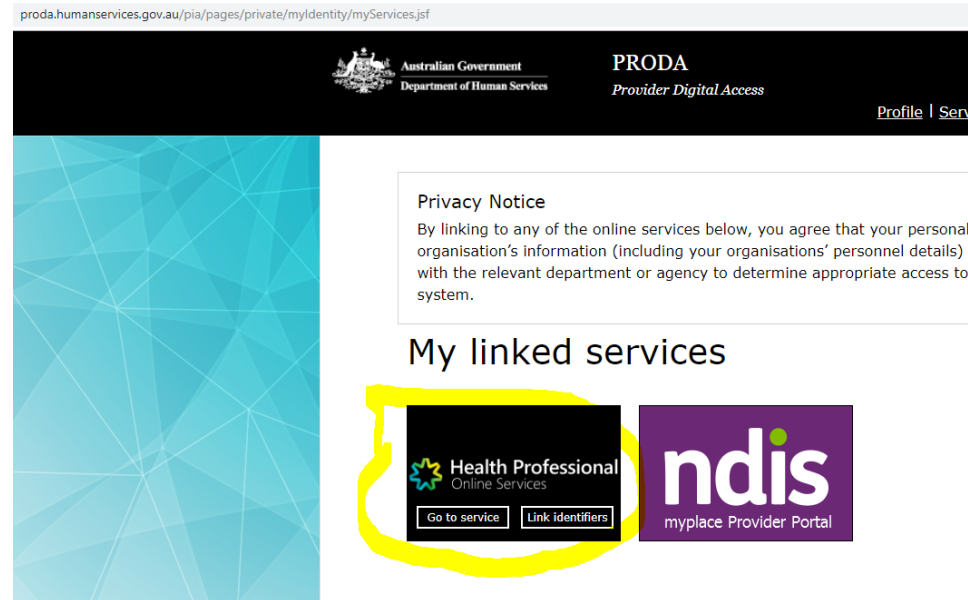 proda.humanservices.gov.au/pia/pages/private/myIdentity/myServices.jsf
Australian Government
Department of Human Services
PRODA
Provider Digital Access
Profile | Serv
Privacy Notice
By linking to any of the online services below, you agree that your personal
organisation's information (including your organisations' personnel details)
with the relevant department or agency to determine appropriate access to
system.
My linked services
Health Professional
Online Services
Go to service
Link identifiers
ndis
myplace Provider Portal